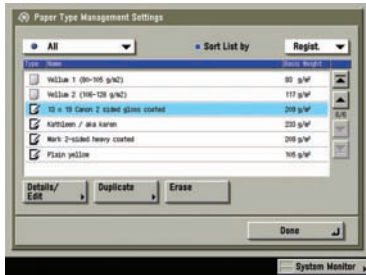 Paper Type Management Settings
All
Sort List by
Regist.
Type Name Basis Weight
Vellum 1 (80-105 g/m2) 93 g/m²
Vellum 2 (106-128 g/m2) 117 g/m²
13 x 19 Canon 2 sided gloss coated 209 g/m²
Kathleen / aka karen 233 g/m²
Mark 2-sided heavy coated 209 g/m²
Plain yellow 105 g/m²
Details/
Edit
Duplicate
Erase
Done
System Monitor